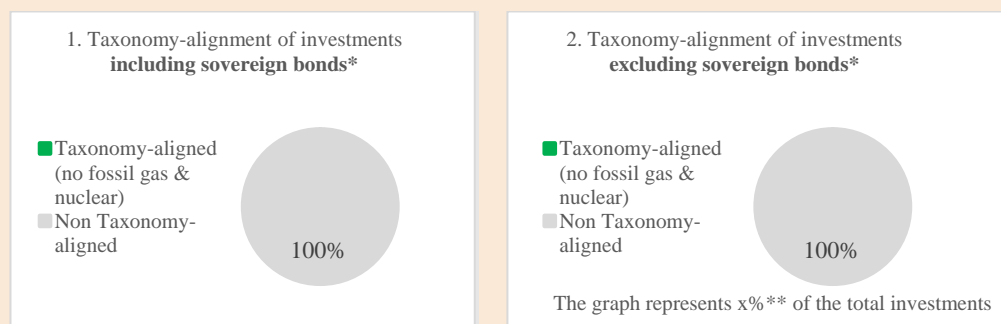 1. Taxonomy-alignment of investments
including sovereign bonds*
Taxonomy-aligned
(no fossil gas &
nuclear)
Non Taxonomy-
aligned
100%
2. Taxonomy-alignment of investments
excluding sovereign bonds*
Taxonomy-aligned
(no fossil gas &
nuclear)
Non Taxonomy-
aligned
100%
The graph represents x%** of the total investments